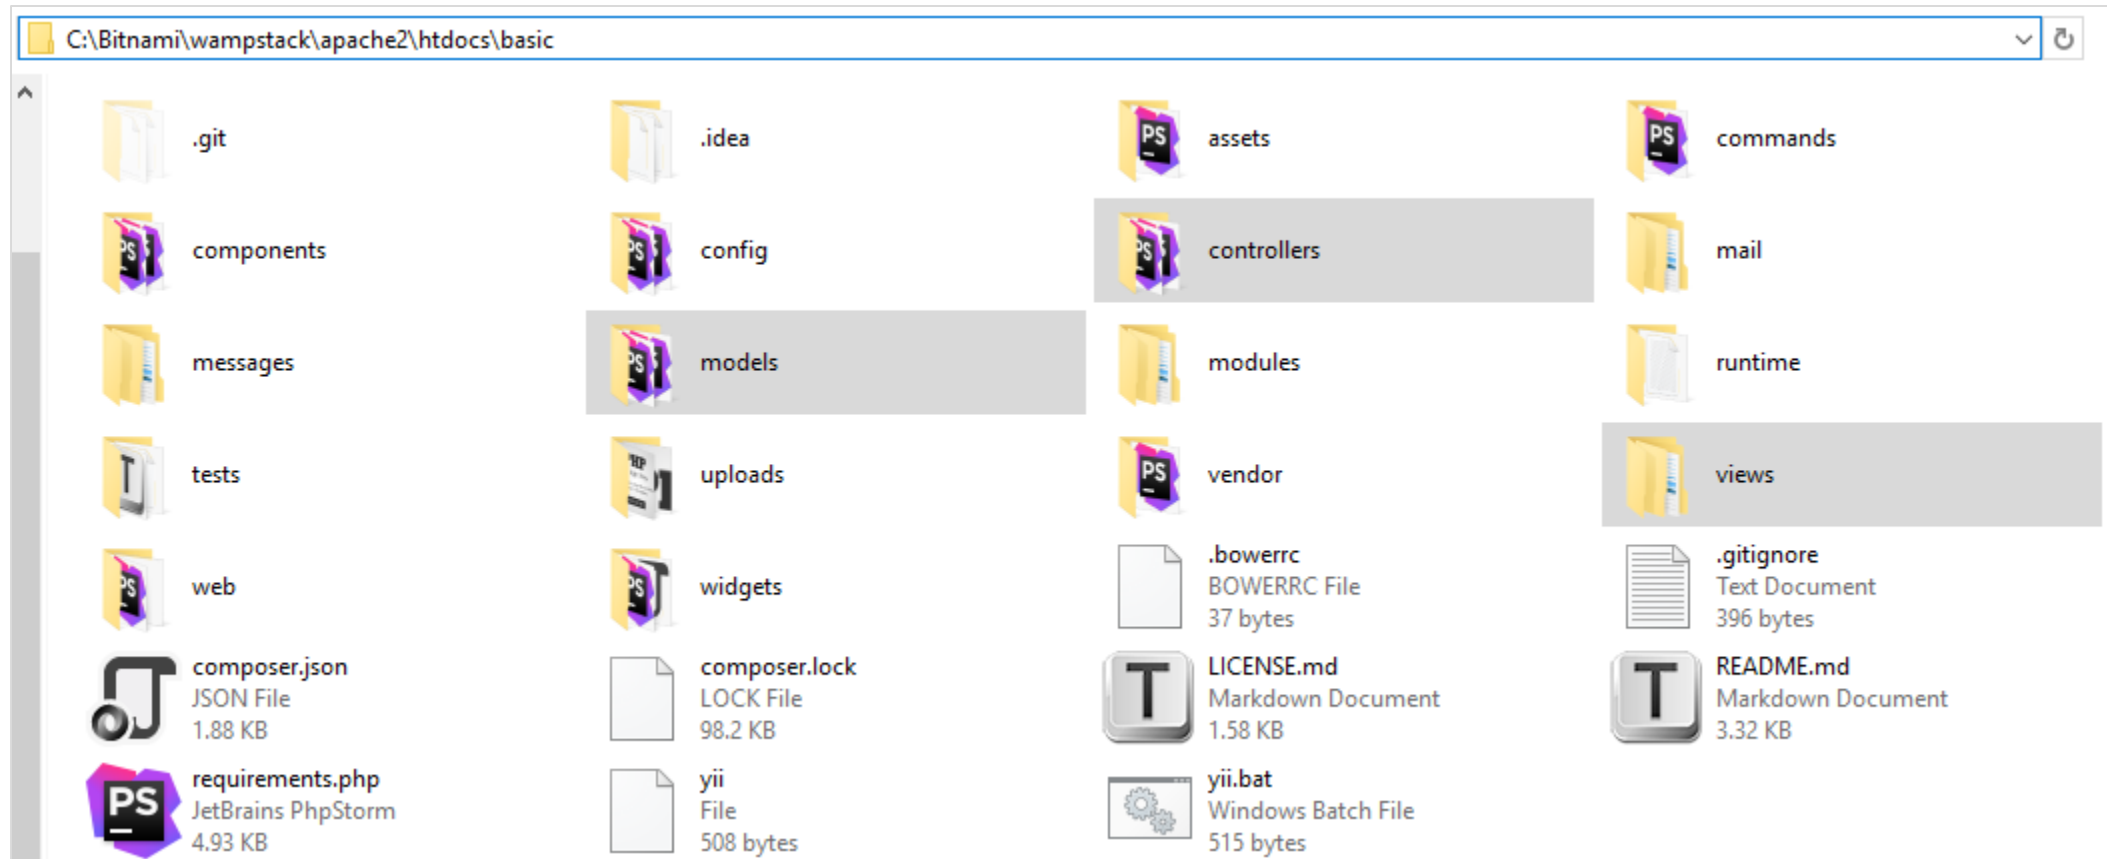 C:\Bitnami\wampstack\apache2\htdocs\basic
.git
.idea
assets
commands
components
config
controllers
mail
messages
models
modules
runtime
tests
uploads
vendor
views
web
widgets
.bowerrc
BOWERRC File
37 bytes
.gitignore
Text Document
396 bytes
composer.json
JSON File
1.88 KB
composer.lock
LOCK File
98.2 KB
LICENSE.md
Markdown Document
1.58 KB
README.md
Markdown Document
3.32 KB
requirements.php
JetBrains PhpStorm
4.93 KB
yii
File
508 bytes
yii.bat
Windows Batch File
515 bytes